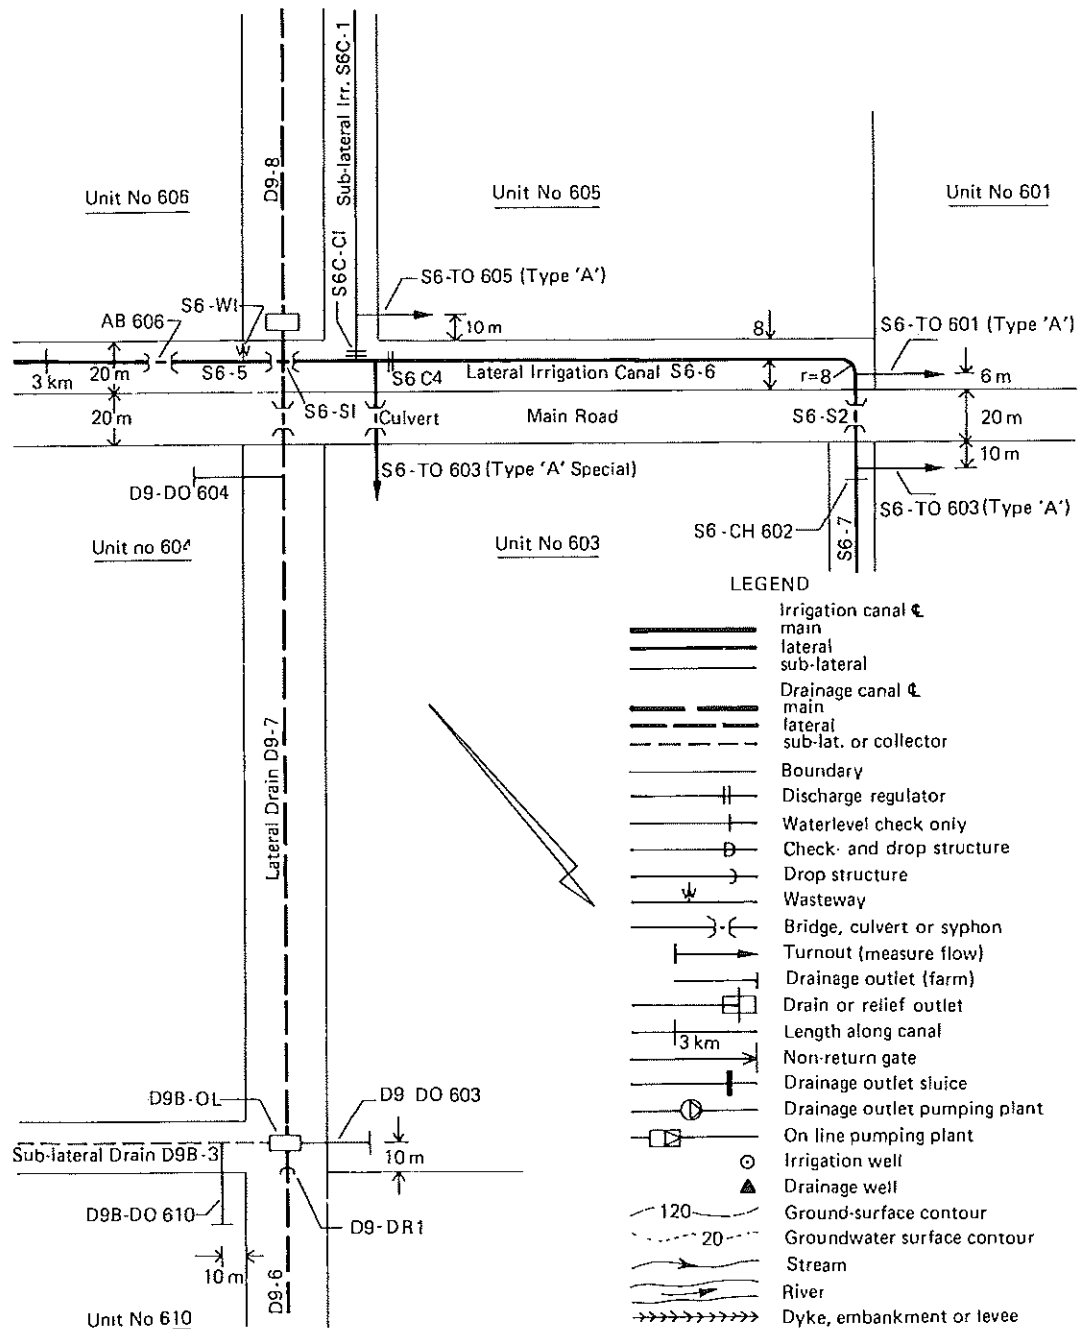 D9-8
Sub-lateral Irr. S6C-1
Unit No 606
Unit No 605
Unit No 601
S6C-CI
S6-TO 605 (Type 'A')
S6-WI
AB 606
10 m
8
S6-TO 601 (Type 'A')
3 km
20 m
S6-5
S6 C4
Lateral Irrigation Canal S6-6
r=8
6 m
20 m
S6-SI
Culvert
Main Road
S6-S2
20 m
10 m
S6-TO 603 (Type 'A' Special)
D9-DO 604
S6-TO 603 (Type 'A')
S6-CH 602
S6-7
Unit no 604
Unit No 603
LEGEND
Irrigation canal ℄
main
lateral
sub-lateral
Drainage canal ℄
main
lateral
sub-lat. or collector
Boundary
Discharge regulator
Waterlevel check only
Check- and drop structure
Drop structure
Wasteway
Bridge, culvert or syphon
Turnout (measure flow)
Drainage outlet (farm)
Drain or relief outlet
3 km
Length along canal
Non-return gate
Drainage outlet sluice
Drainage outlet pumping plant
On line pumping plant
Irrigation well
Drainage well
120
Ground-surface contour
20
Groundwater surface contour
Stream
River
Dyke, embankment or levee
Lateral Drain D9-7
D9B-OL
D9 DO 603
Sub-lateral Drain D9B-3
10 m
D9B-DO 610
D9-DR1
10 m
D9-6
Unit No 610